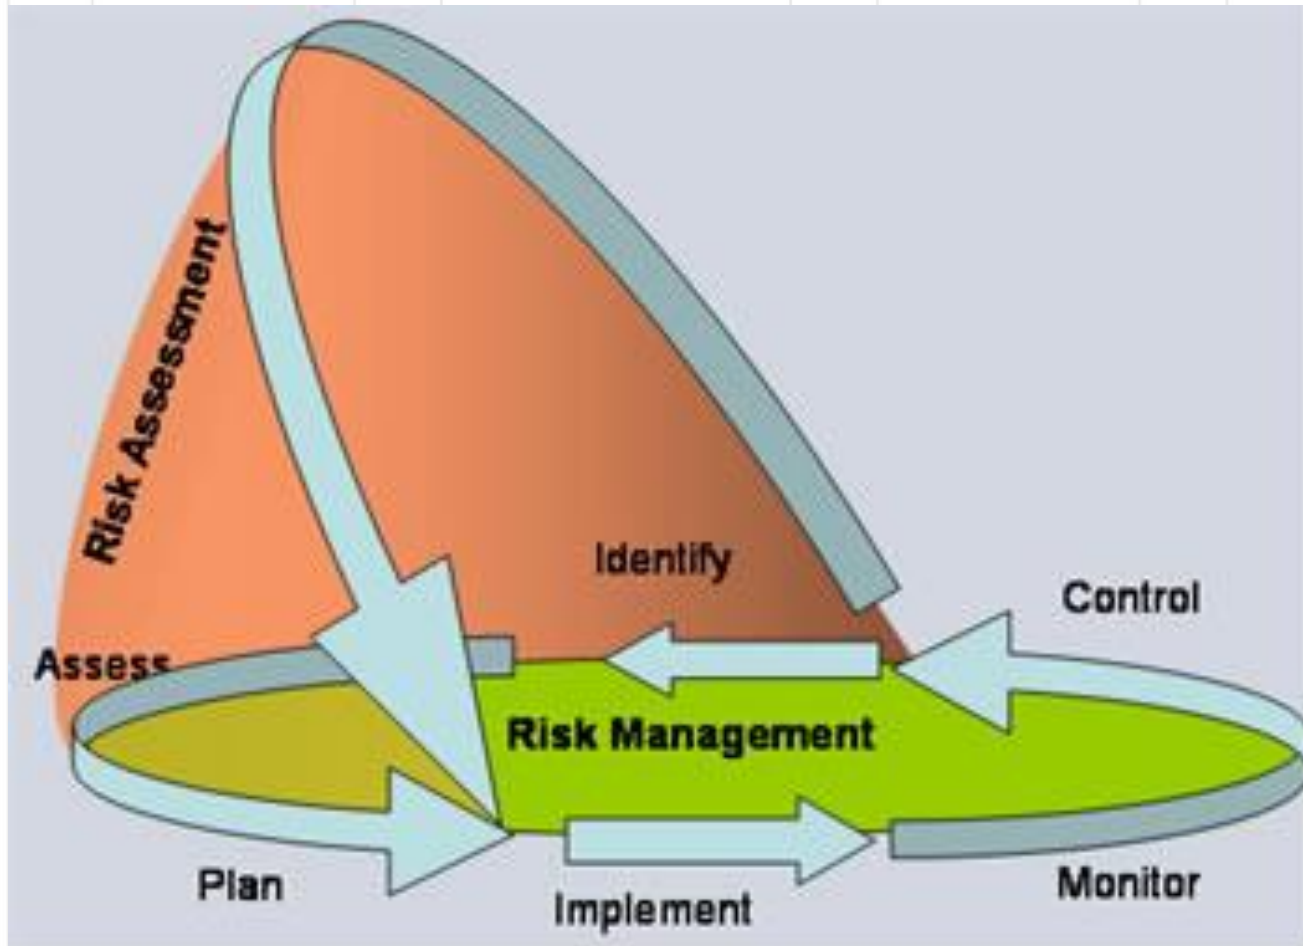 Risk Assessment
Identify
Control
Assess
Risk Management
Plan
Implement
Monitor